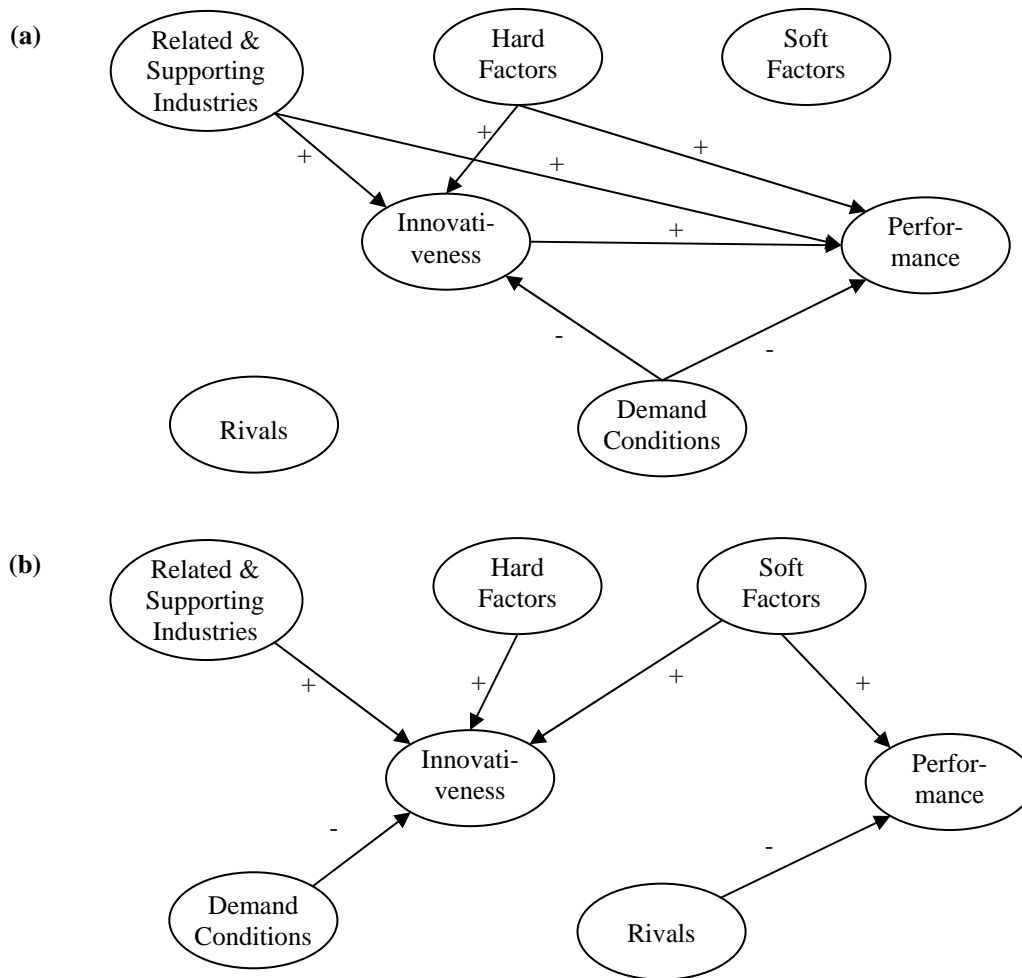 (a)
Related &
Supporting
Industries
Hard
Factors
Soft
Factors
+
+
+
+
Innovati-
veness
+
Perfor-
mance
-
-
Rivals
Demand
Conditions
(b)
Related &
Supporting
Industries
Hard
Factors
Soft
Factors
+
+
+
+
Innovati-
veness
Perfor-
mance
-
-
Demand
Conditions
Rivals